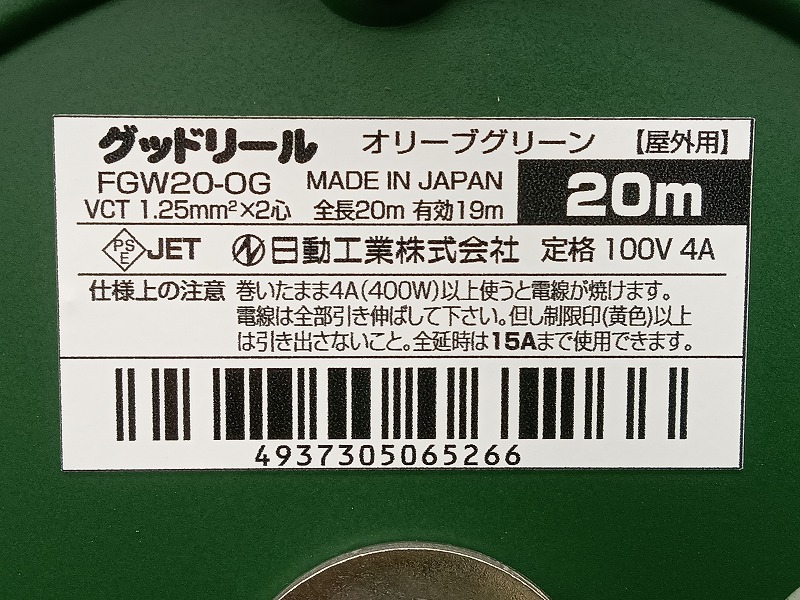 グッドリール オリーブグリーン 【屋外用】
FGW20-OG MADE IN JAPAN 20m
VCT 1.25mm²×2心 全長20m 有効19m
PSE JET 日動工業株式会社 定格 100V 4A
仕様上の注意 巻いたまま4A(400W)以上使うと電線が焼けます。
電線は全部引き伸ばして下さい。但し制限印(黄色)以上
は引き出さないこと。全延時は15Aまで使用できます。
4937305065266